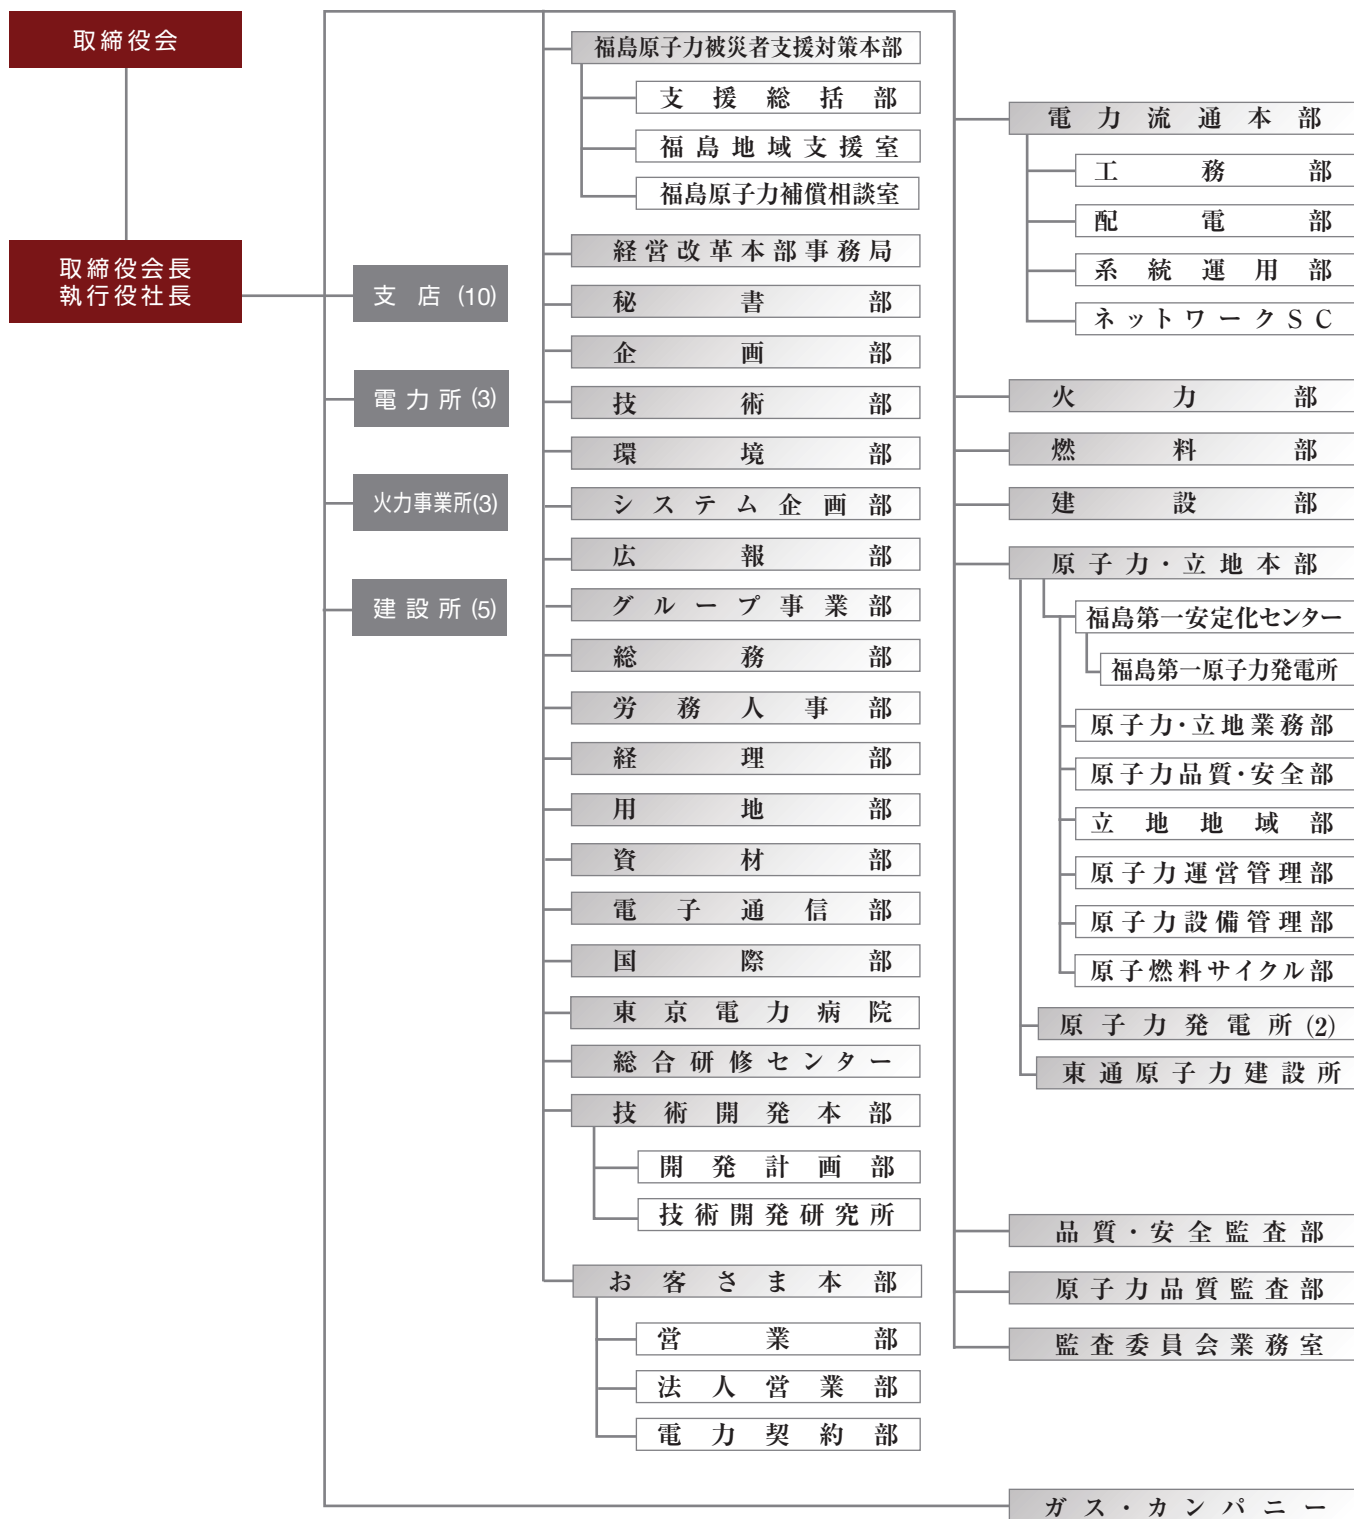 取締役会
取締役会長
執行役社長
支店(10)
電力所(3)
火力事業所(3)
建設所(5)
福島原子力被災者支援対策本部
支援総括部
福島地域支援室
福島原子力補償相談室
経営改革本部事務局
秘書部
企画部
技術部
環境部
システム企画部
広報部
グループ事業部
総務部
労務人事部
経理部
用地部
資材部
電子通信部
国際部
東京電力病院
総合研修センター
技術開発本部
開発計画部
技術開発研究所
お客さま本部
営業部
法人営業部
電力契約部
電力流通本部
工務部
配電部
系統運用部
ネットワークSC
火力部
燃料部
建設部
原子力・立地本部
福島第一安定化センター
福島第一原子力発電所
原子力・立地業務部
原子力品質・安全部
立地地域部
原子力運営管理部
原子力設備管理部
原子燃料サイクル部
原子力発電所(2)
東通原子力建設所
品質・安全監査部
原子力品質監査部
監査委員会業務室
ガス・カンパニー